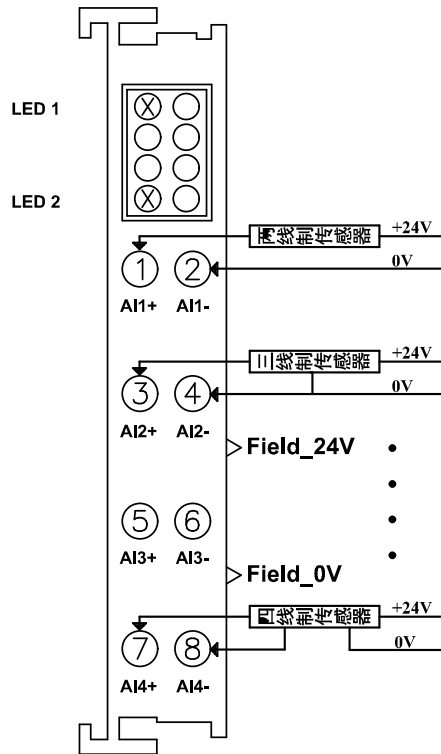 LED 1
LED 2
两线制传感器 +24V
0V
1 2
AI1+ AI1-
三线制传感器 +24V
0V
3 4
AI2+ AI2-
Field_24V
5 6
AI3+ AI3-
Field_0V
四线制传感器 +24V
0V
7 8
AI4+ AI4-